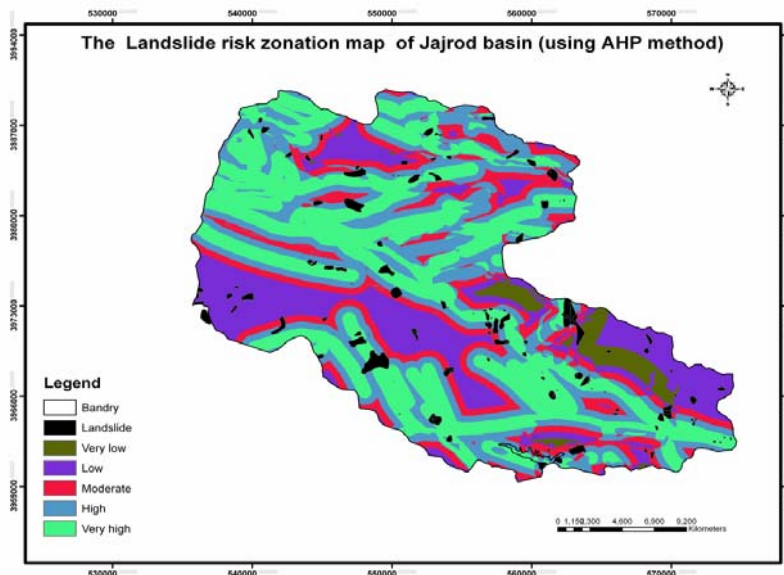 530000 540000 550000 560000 570000
The Landslide risk zonation map of Jajrod basin (using AHP method)
3994000
3987000
3980000
3973000
3966000
3959000
Legend
Bandry
Landslide
Very low
Low
Moderate
High
Very high
0 1,150 2,300 4,600 6,900 9,200
Kilometers
530000 540000 550000 560000 570000